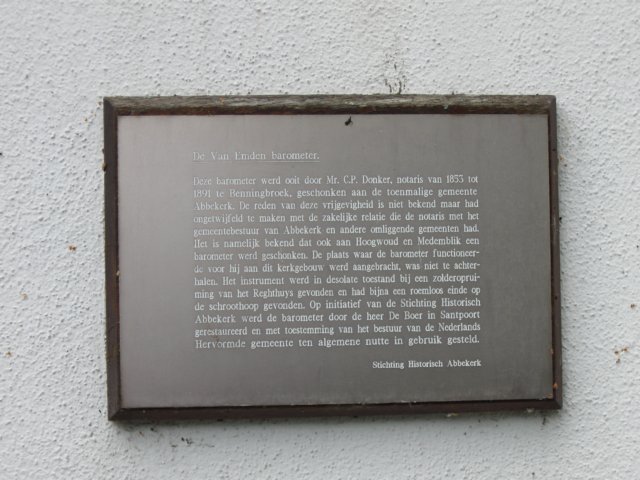 De Van Emden barometer.
Deze barometer werd ooit door Mr. C.P. Donker, notaris van 1853 tot
1891 te Benningbroek, geschonken aan de toenmalige gemeente
Abbekerk. De reden van deze vrijgevigheid is niet bekend maar had
ongetwijfeld te maken met de zakelijke relatie die de notaris met het
gemeentebestuur van Abbekerk en andere omliggende gemeenten had.
Het is namelijk bekend dat ook aan Hoogwoud en Medemblik een
barometer werd geschonken. De plaats waar de barometer functioneer-
de voor hij aan dit kerkgebouw werd aangebracht, was niet te achter-
halen. Het instrument werd in desolate toestand bij een zolderoprui-
ming van het Reghthuys gevonden en had bijna een roemloos einde op
de schroothoop gevonden. Op initiatief van de Stichting Historisch
Abbekerk werd de barometer door de heer De Boer in Santpoort
gerestaureerd en met toestemming van het bestuur van de Nederlands
Hervormde gemeente ten algemene nutte in gebruik gesteld.
Stichting Historisch Abbekerk